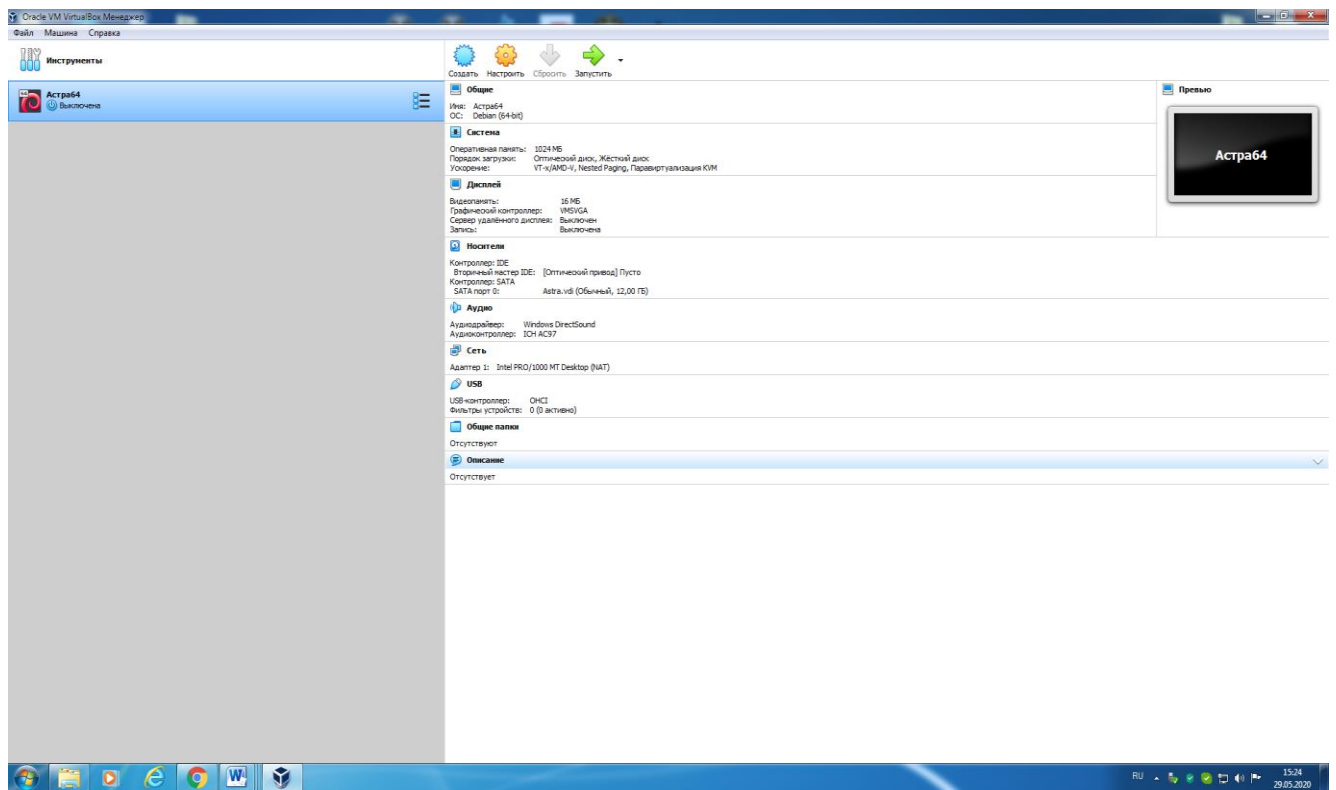 Oracle VM VirtualBox Менеджер
Файл Машина Справка
Инструменты
Создать Настроить Сбросить Запустить
64
Астра64
Выключена
Общие
Имя: Астра64
ОС: Debian (64-bit)
Превью
Астра64
Система
Оперативная память: 1024 МБ
Порядок загрузки: Оптический диск, Жёсткий диск
Ускорение: VT-x/AMD-V, Nested Paging, Паравиртуализация KVM
Дисплей
Видеопамять: 16 МБ
Графический контроллер: VMSVGA
Сервер удалённого дисплея: Выключен
Запись: Выключена
Носители
Контроллер: IDE
Вторичный мастер IDE: [Оптический привод] Пусто
Контроллер: SATA
SATA порт 0: Astra.vdi (Обычный, 12,00 ГБ)
Аудио
Аудиодрайвер: Windows DirectSound
Аудиоконтроллер: ICH AC97
Сеть
Адаптер 1: Intel PRO/1000 MT Desktop (NAT)
USB
USB-контроллер: OHCI
Фильтры устройств: 0 (0 активно)
Общие папки
Отсутствуют
Описание
Отсутствует
RU
15:24
29.05.2020